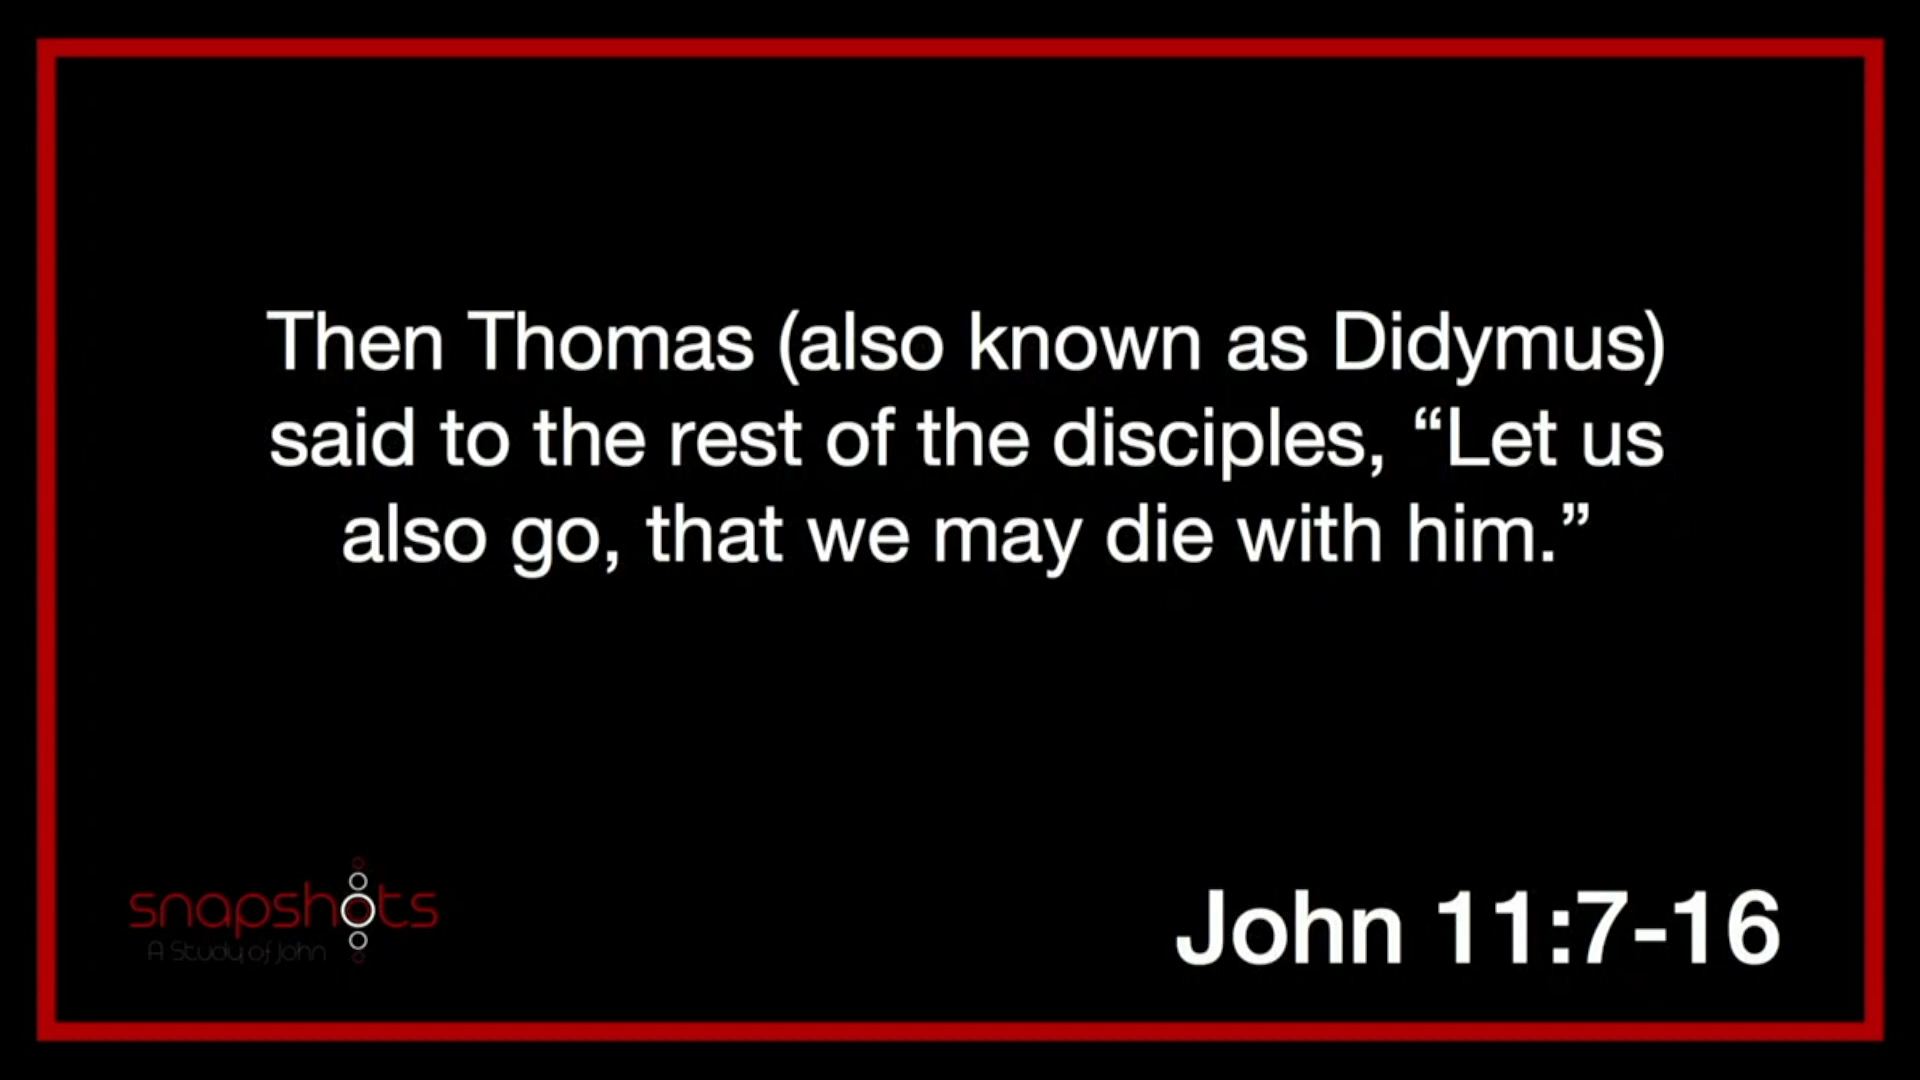 Then Thomas (also known as Didymus)
said to the rest of the disciples, “Let us
also go, that we may die with him.”
snapshots
A Study of John
John 11:7-16